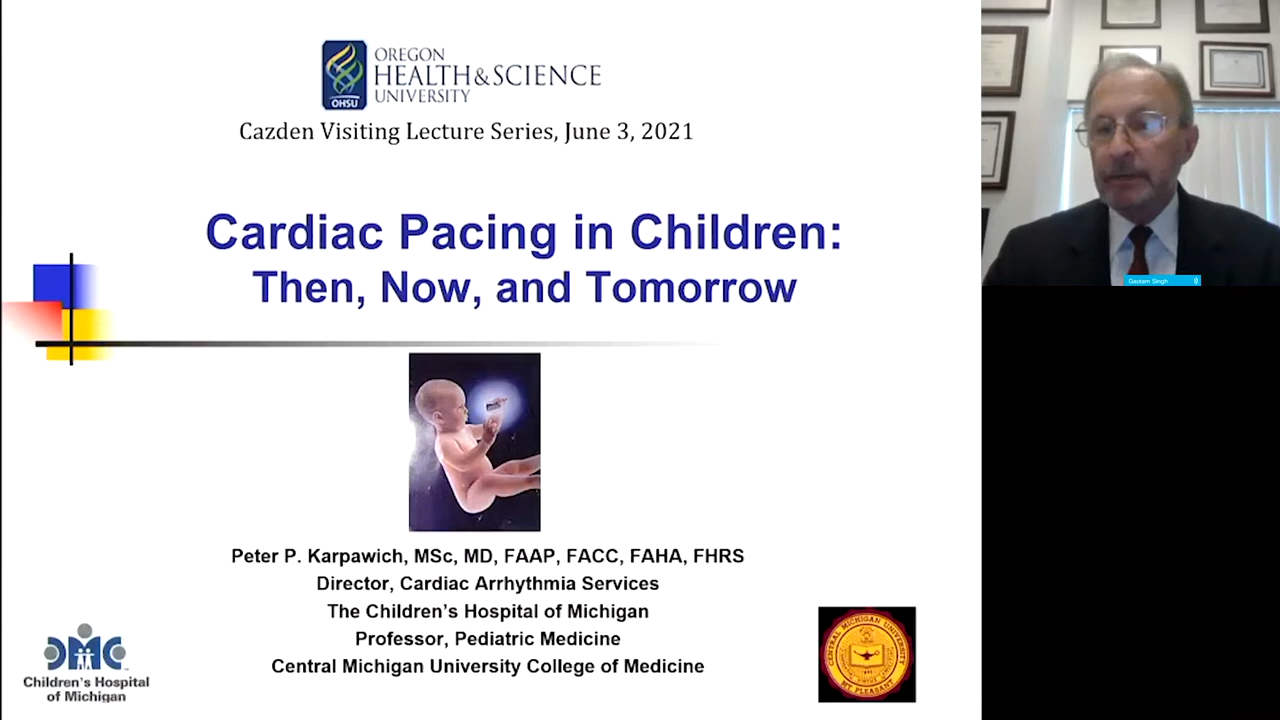 OREGON
HEALTH&SCIENCE
UNIVERSITY
OHSU
Cazden Visiting Lecture Series, June 3, 2021
Cardiac Pacing in Children:
Then, Now, and Tomorrow
Peter P. Karpawich, MSc, MD, FAAP, FACC, FAHA, FHRS
Director, Cardiac Arrhythmia Services
The Children's Hospital of Michigan
Professor, Pediatric Medicine
Central Michigan University College of Medicine
DMC
Children's Hospital
of Michigan
CENTRAL MICHIGAN UNIVERSITY
MT. PLEASANT
Gautam Singh